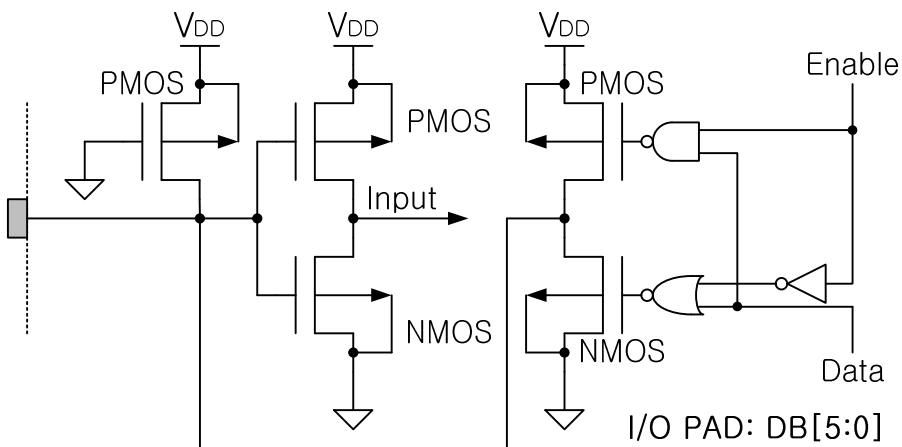 VDD
VDD
VDD
Enable
PMOS
PMOS
PMOS
Input
NMOS
NMOS
Data
I/O PAD: DB[5:0]